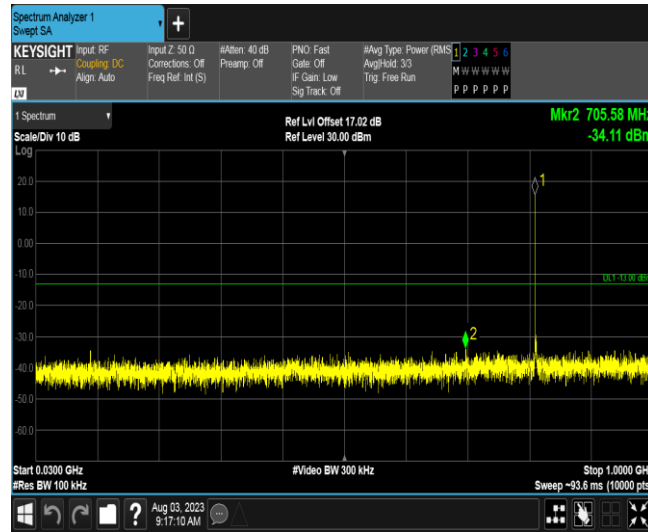 Spectrum Analyzer 1
Swept SA
KEYSIGHT
RL
LXI
Input: RF
Coupling: DC
Align: Auto
Input Z: 50 Ω
Corrections: Off
Freq Ref: Int (S)
#Atten: 40 dB
Preamp: Off
PNO: Fast
Gate: Off
IF Gain: Low
Sig Track: Off
#Avg Type: Power (RMS
Avg|Hold: 3/3
Trig: Free Run
1 2 3 4 5 6
M W W W W W
P P P P P P
1 Spectrum
Scale/Div 10 dB
Log
Ref Lvl Offset 17.02 dB
Ref Level 30.00 dBm
Mkr2 705.58 MHz
-34.11 dBm
20.0
10.0
0.00
-10.0
-20.0
-30.0
-40.0
-50.0
-60.0
1
DL1 -13.00 dBm
2
Start 0.0300 GHz
#Res BW 100 kHz
#Video BW 300 kHz
Stop 1.0000 GH
Sweep ~93.6 ms (10000 pts
?
Aug 03, 2023
9:17:10 AM